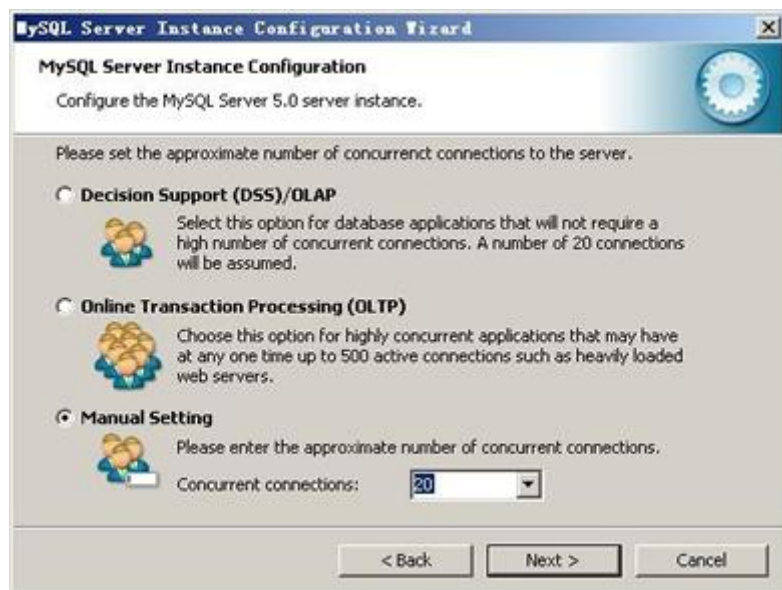 MySQL Server Instance Configuration Wizard
MySQL Server Instance Configuration
Configure the MySQL Server 5.0 server instance.
Please set the approximate number of concurrenct connections to the server.
Decision Support (DSS)/OLAP
Select this option for database applications that will not require a
high number of concurrent connections. A number of 20 connections
will be assumed.
Online Transaction Processing (OLTP)
Choose this option for highly concurrent applications that may have
at any one time up to 500 active connections such as heavily loaded
web servers.
Manual Setting
Please enter the approximate number of concurrent connections.
Concurrent connections: 20
< Back Next > Cancel